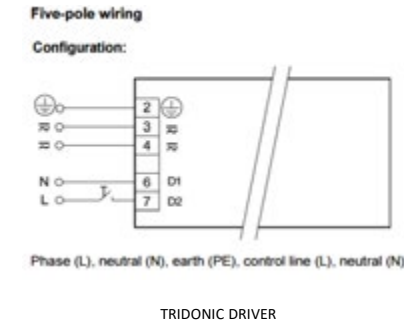 Five-pole wiring
Configuration:
2
3
4
N 6 D1
L 7 D2
Phase (L), neutral (N), earth (PE), control line (L), neutral (N)
TRIDONIC DRIVER